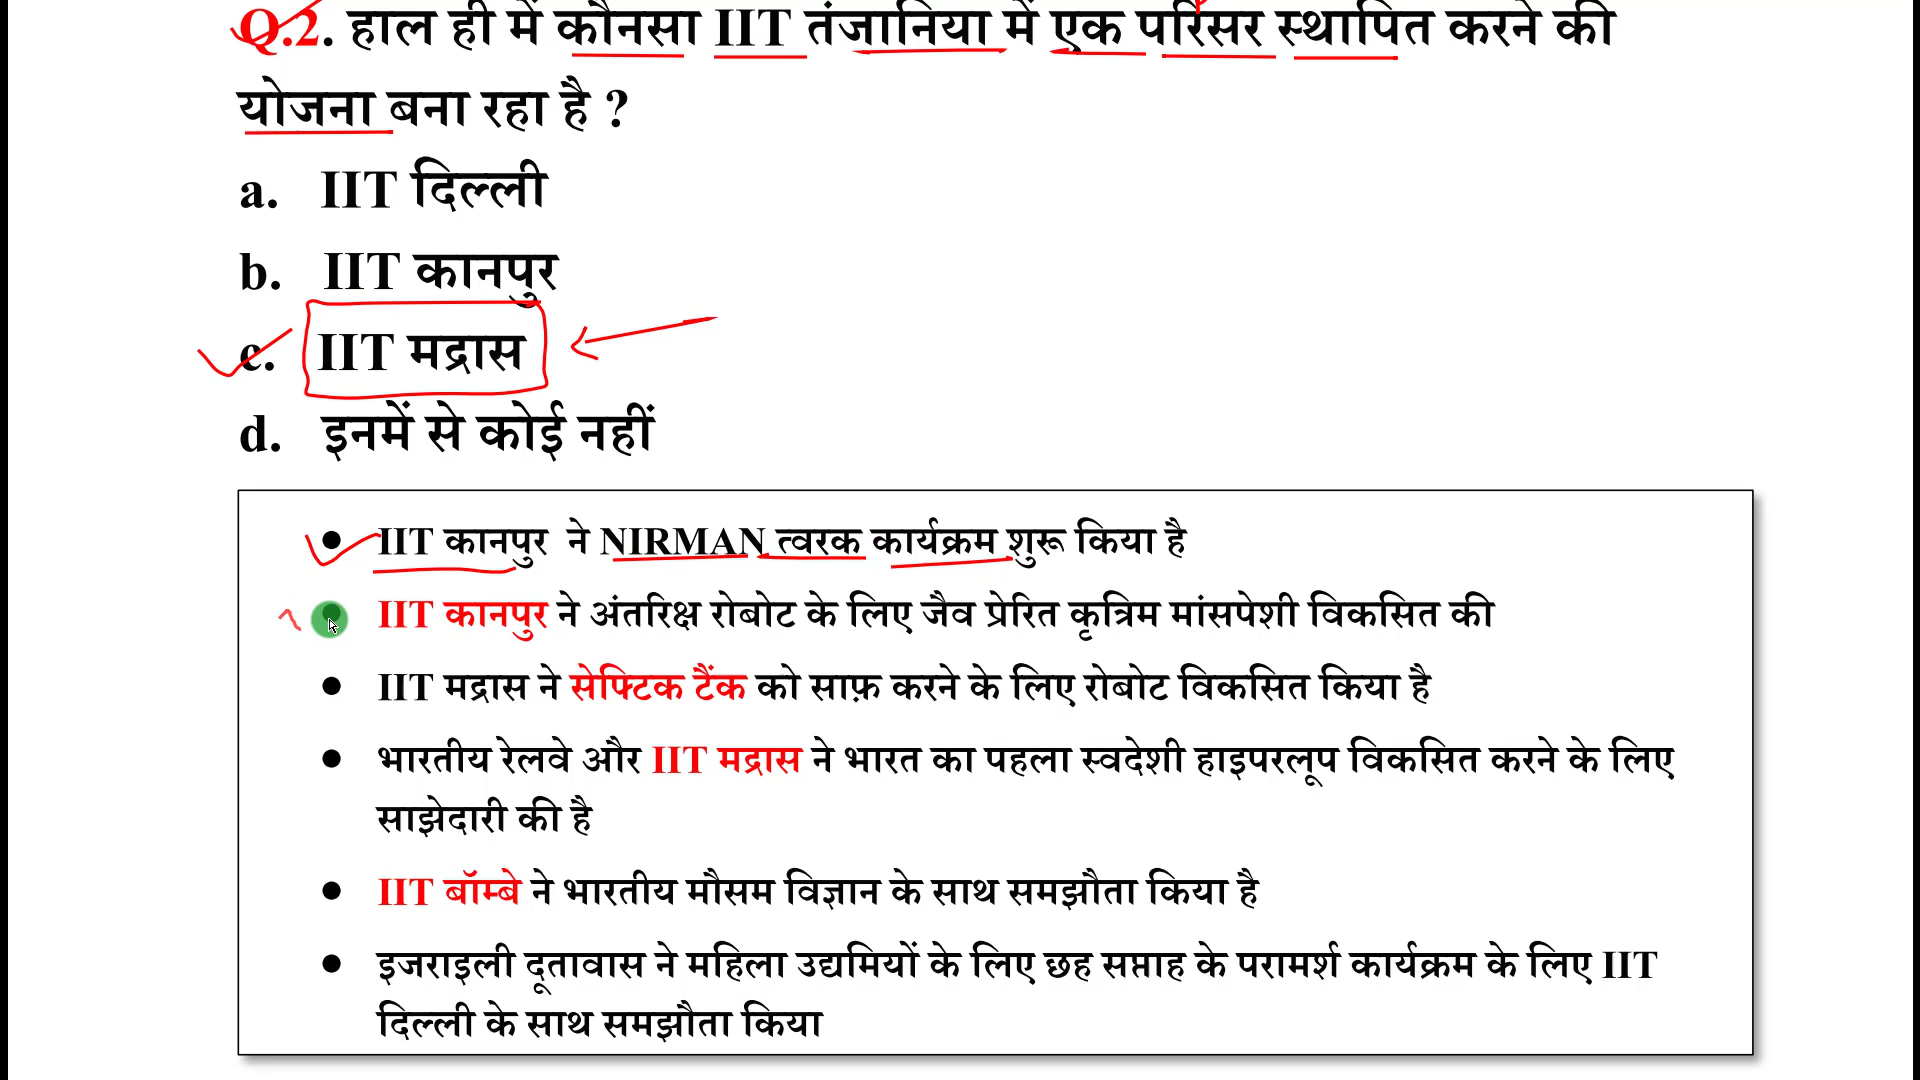 Q.2. हाल ही में कौनसा IIT तंजानिया में एक परिसर स्थापित करने की
योजना बना रहा है ?
a. IIT दिल्ली
b. IIT कानपुर
c. IIT मद्रास
d. इनमें से कोई नहीं
● IIT कानपुर ने NIRMAN त्वरक कार्यक्रम शुरू किया है
● IIT कानपुर ने अंतरिक्ष रोबोट के लिए जैव प्रेरित कृत्रिम मांसपेशी विकसित की
● IIT मद्रास ने सेप्टिक टैंक को साफ़ करने के लिए रोबोट विकसित किया है
● भारतीय रेलवे और IIT मद्रास ने भारत का पहला स्वदेशी हाइपरलूप विकसित करने के लिए
साझेदारी की है
● IIT बॉम्बे ने भारतीय मौसम विज्ञान के साथ समझौता किया है
● इजराइली दूतावास ने महिला उद्यमियों के लिए छह सप्ताह के परामर्श कार्यक्रम के लिए IIT
दिल्ली के साथ समझौता किया